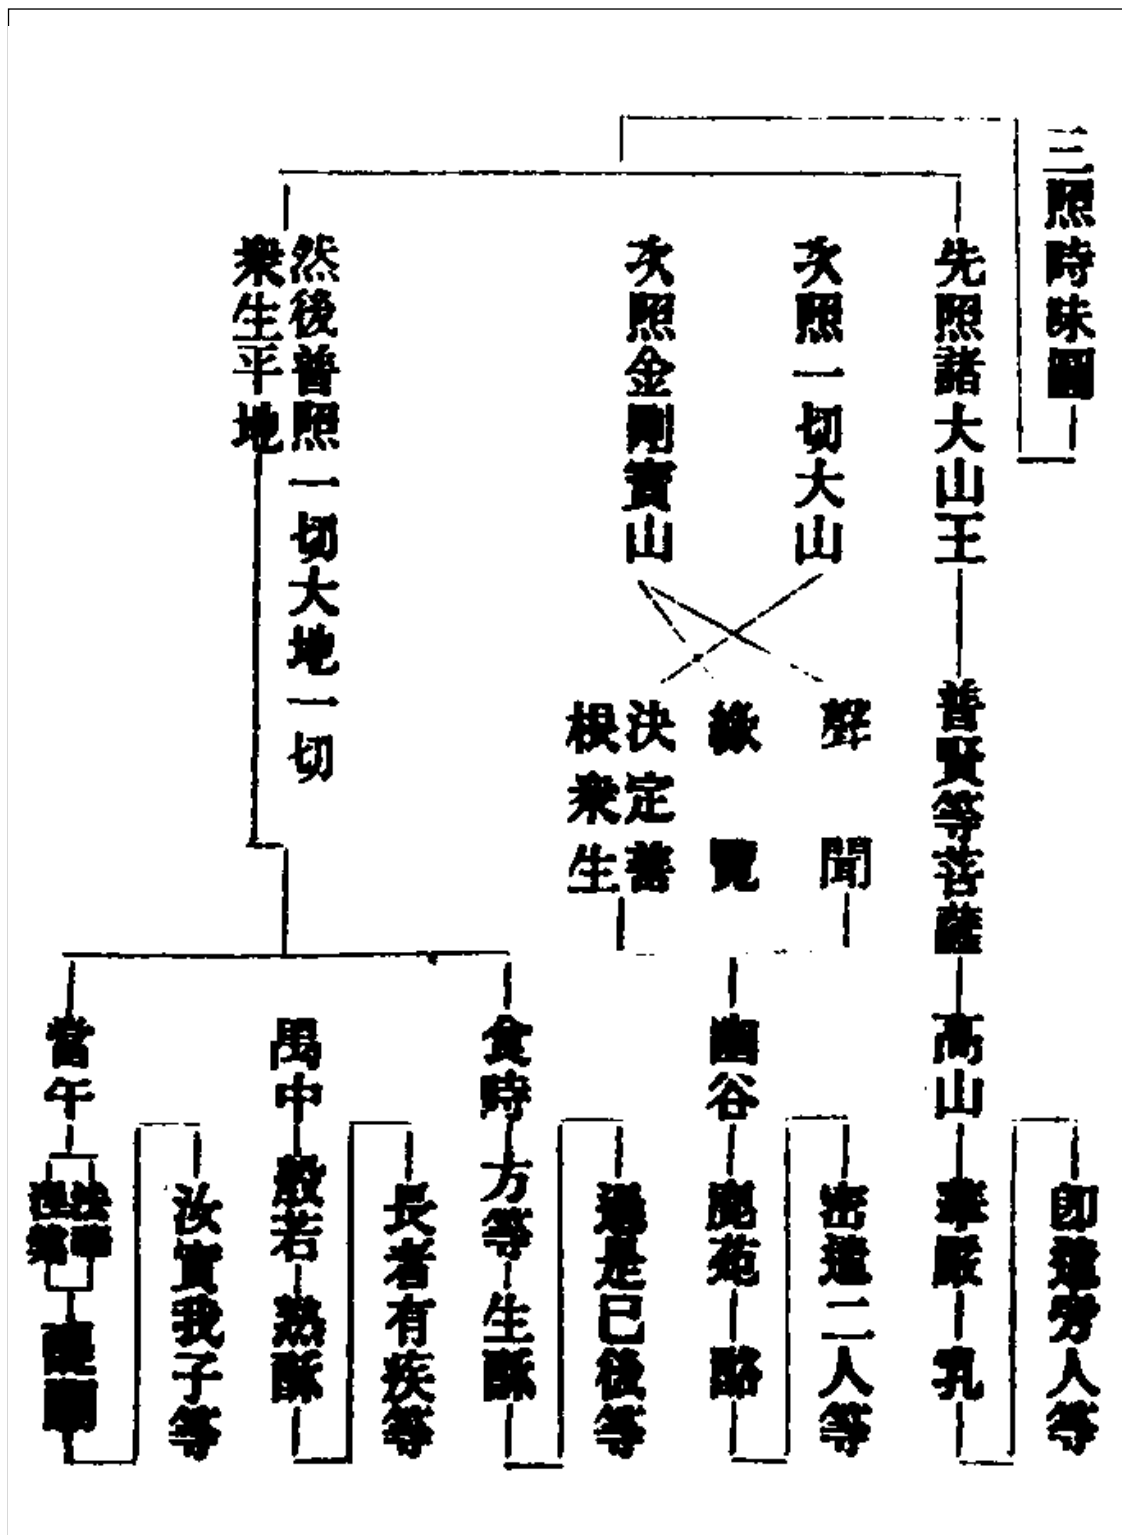 三照時味圖
先照諸大山王
普賢等菩薩
高山
華嚴
乳
即遣旁人等
次照一切大山
次照金剛寶山
聲聞
緣覺
決定善
根衆生
幽谷
鹿苑
酪
密遣二人等
然後普照一切大地一切
衆生平地
食時
方等
生酥
過是已後等
禺中
般若
熟酥
長者有疾等
當午
法華
涅槃
醍醐
汝實我子等